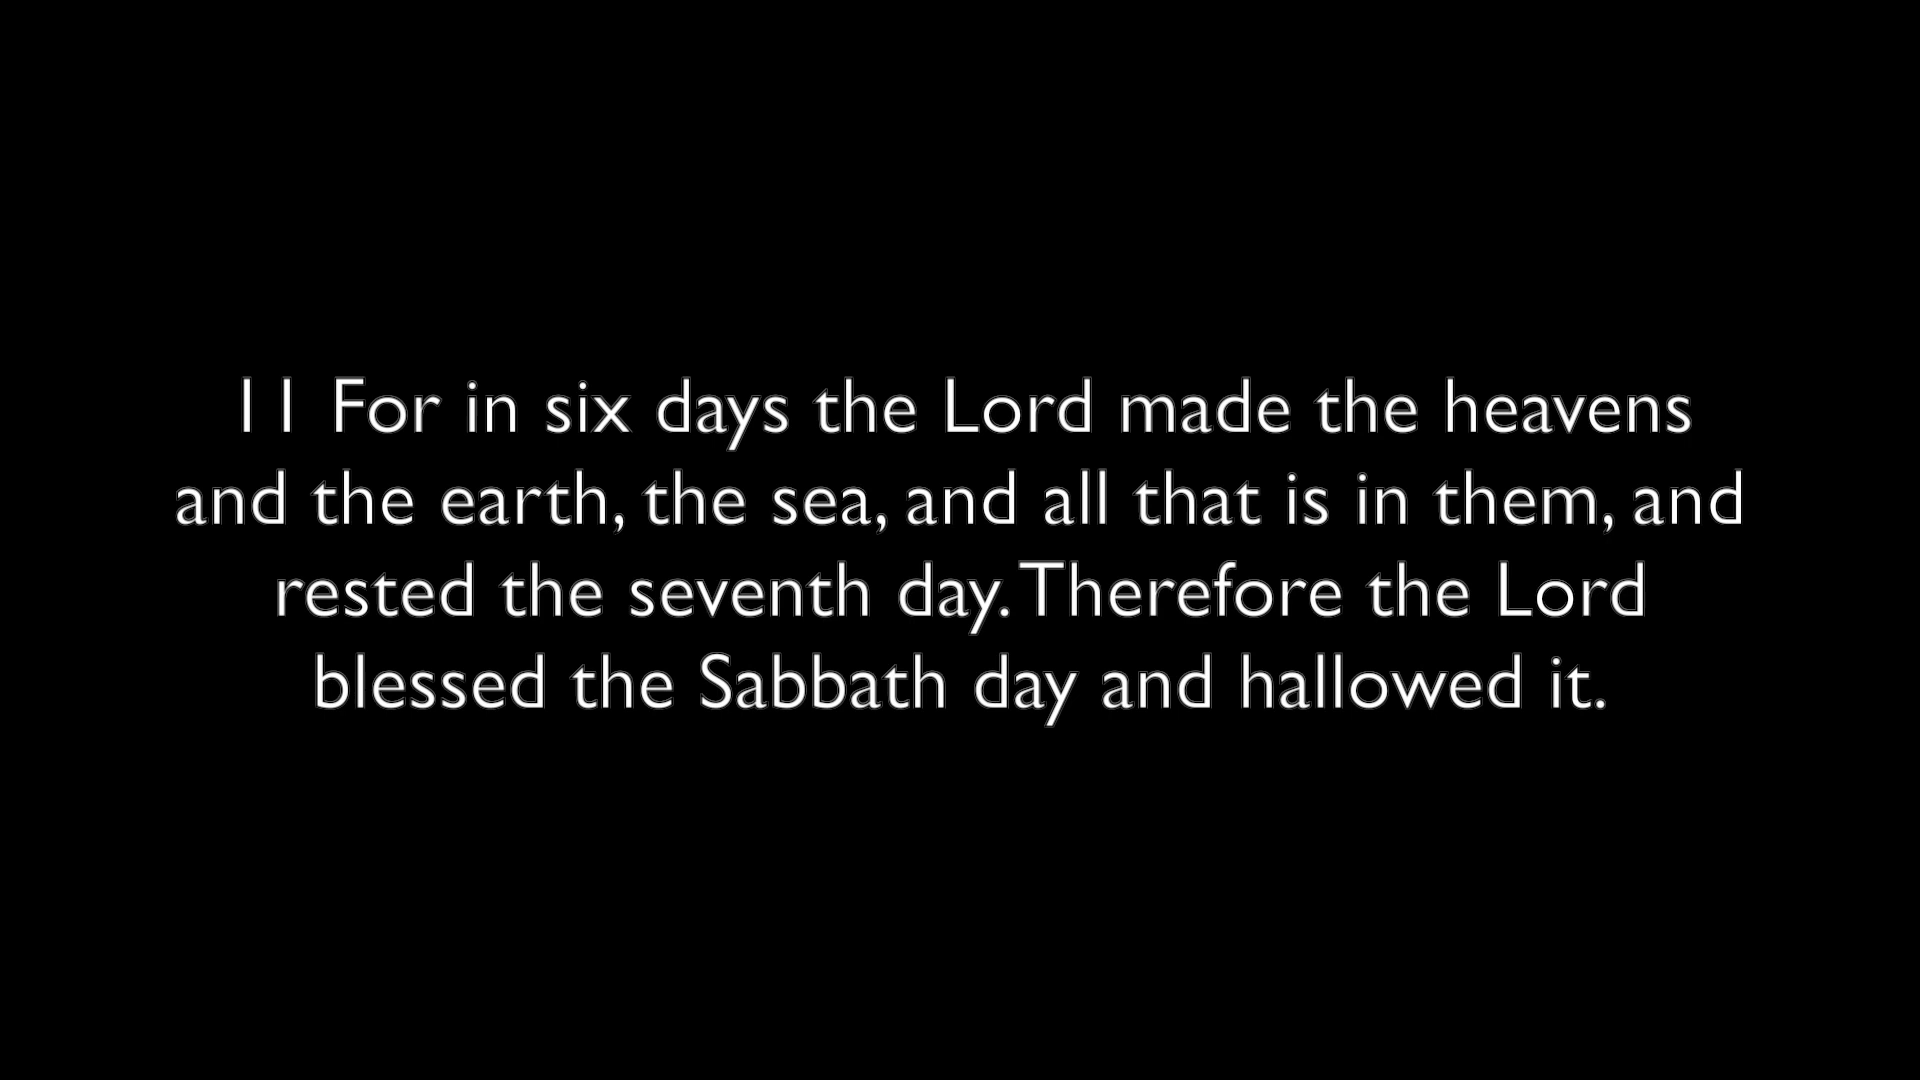 11 For in six days the Lord made the heavens
and the earth, the sea, and all that is in them, and
rested the seventh day. Therefore the Lord
blessed the Sabbath day and hallowed it.